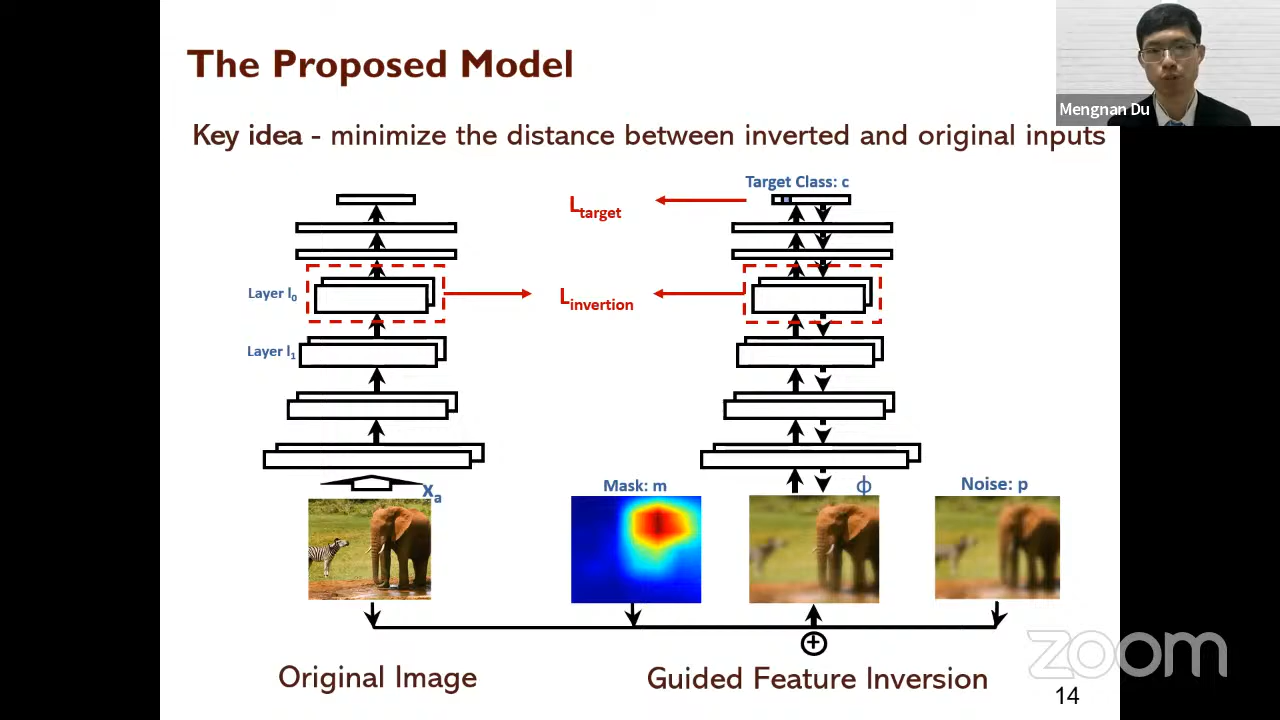 The Proposed Model
Mengnan Du
Key idea - minimize the distance between inverted and original inputs
Target Class: c
L_target
Layer l_0
L_invertion
Layer l_1
X_a
Mask: m
ϕ
Noise: p
Original Image
Guided Feature Inversion
zoom
14